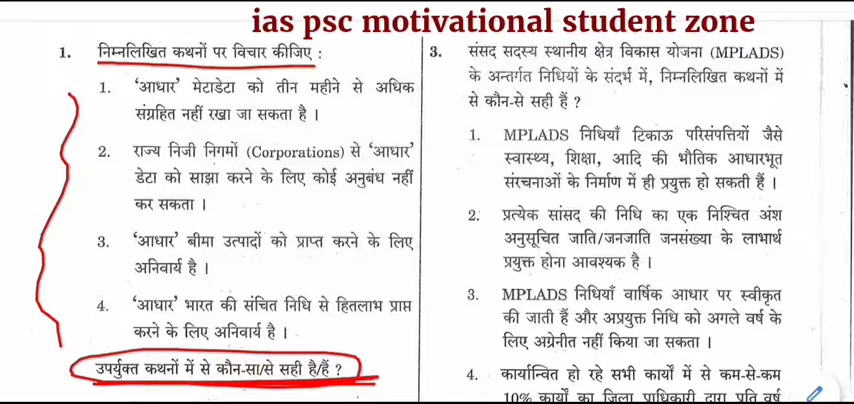 ias psc motivational student zone
1. निम्नलिखित कथनों पर विचार कीजिए :
1. ‘आधार’ मेटाडेटा को तीन महीने से अधिक
संग्रहित नहीं रखा जा सकता है ।
2. राज्य निजी निगमों (Corporations) से ‘आधार’
डेटा को साझा करने के लिए कोई अनुबंध नहीं
कर सकता ।
3. ‘आधार’ बीमा उत्पादों को प्राप्त करने के लिए
अनिवार्य है ।
4. ‘आधार’ भारत की संचित निधि से हितलाभ प्राप्त
करने के लिए अनिवार्य है ।
उपर्युक्त कथनों में से कौन-सा/से सही है/हैं ?
3. संसद सदस्य स्थानीय क्षेत्र विकास योजना (MPLADS)
के अन्तर्गत निधियों के संदर्भ में, निम्नलिखित कथनों में
से कौन-से सही हैं ?
1. MPLADS निधियाँ टिकाऊ परिसंपत्तियों जैसे
स्वास्थ्य, शिक्षा, आदि की भौतिक आधारभूत
संरचनाओं के निर्माण में ही प्रयुक्त हो सकती हैं ।
2. प्रत्येक सांसद की निधि का एक निश्चित अंश
अनुसूचित जाति/जनजाति जनसंख्या के लाभार्थ
प्रयुक्त होना आवश्यक है ।
3. MPLADS निधियाँ वार्षिक आधार पर स्वीकृत
की जाती हैं और अप्रयुक्त निधि को अगले वर्ष के
लिए अग्रेनीत नहीं किया जा सकता ।
4. कार्यान्वित हो रहे सभी कार्यों में से कम-से-कम
10% कार्यों का जिला प्राधिकारी द्वारा प्रति वर्ष